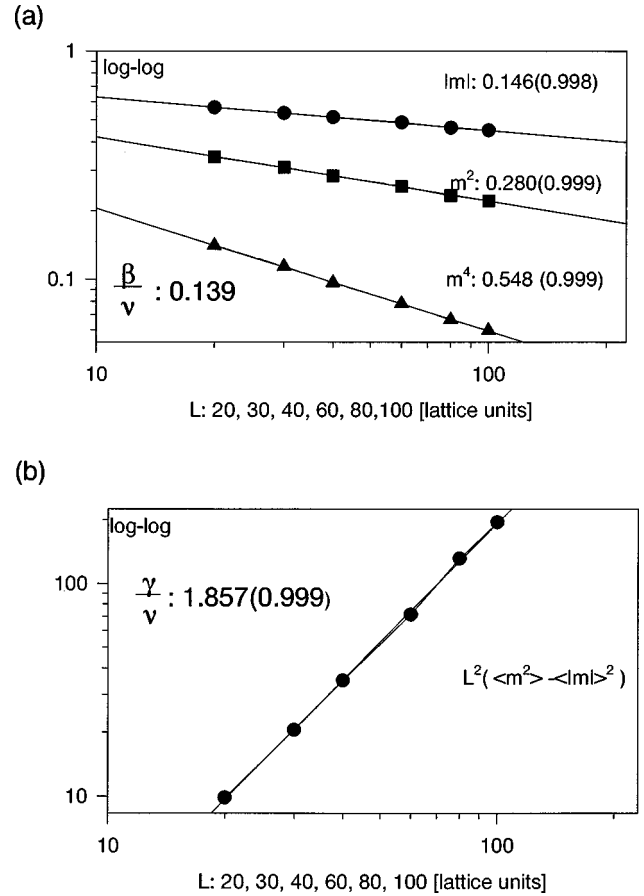 (a)
1
log-log
|m|: 0.146(0.998)
m²: 0.280(0.999)
m⁴: 0.548 (0.999)
0.1
β/ν : 0.139
10
100
L: 20, 30, 40, 60, 80,100 [lattice units]
(b)
log-log
γ/ν : 1.857(0.999)
100
L²( <m²> -<|m|>² )
10
10
100
L: 20, 30, 40, 60, 80, 100 [lattice units]